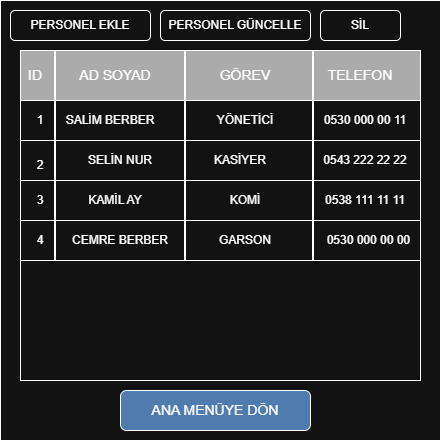 PERSONEL EKLE PERSONEL GÜNCELLE SİL
ID AD SOYAD GÖREV TELEFON
1 SALİM BERBER YÖNETİCİ 0530 000 00 11
2 SELİN NUR KASİYER 0543 222 22 22
3 KAMİL AY KOMİ 0538 111 11 11
4 CEMRE BERBER GARSON 0530 000 00 00
ANA MENÜYE DÖN